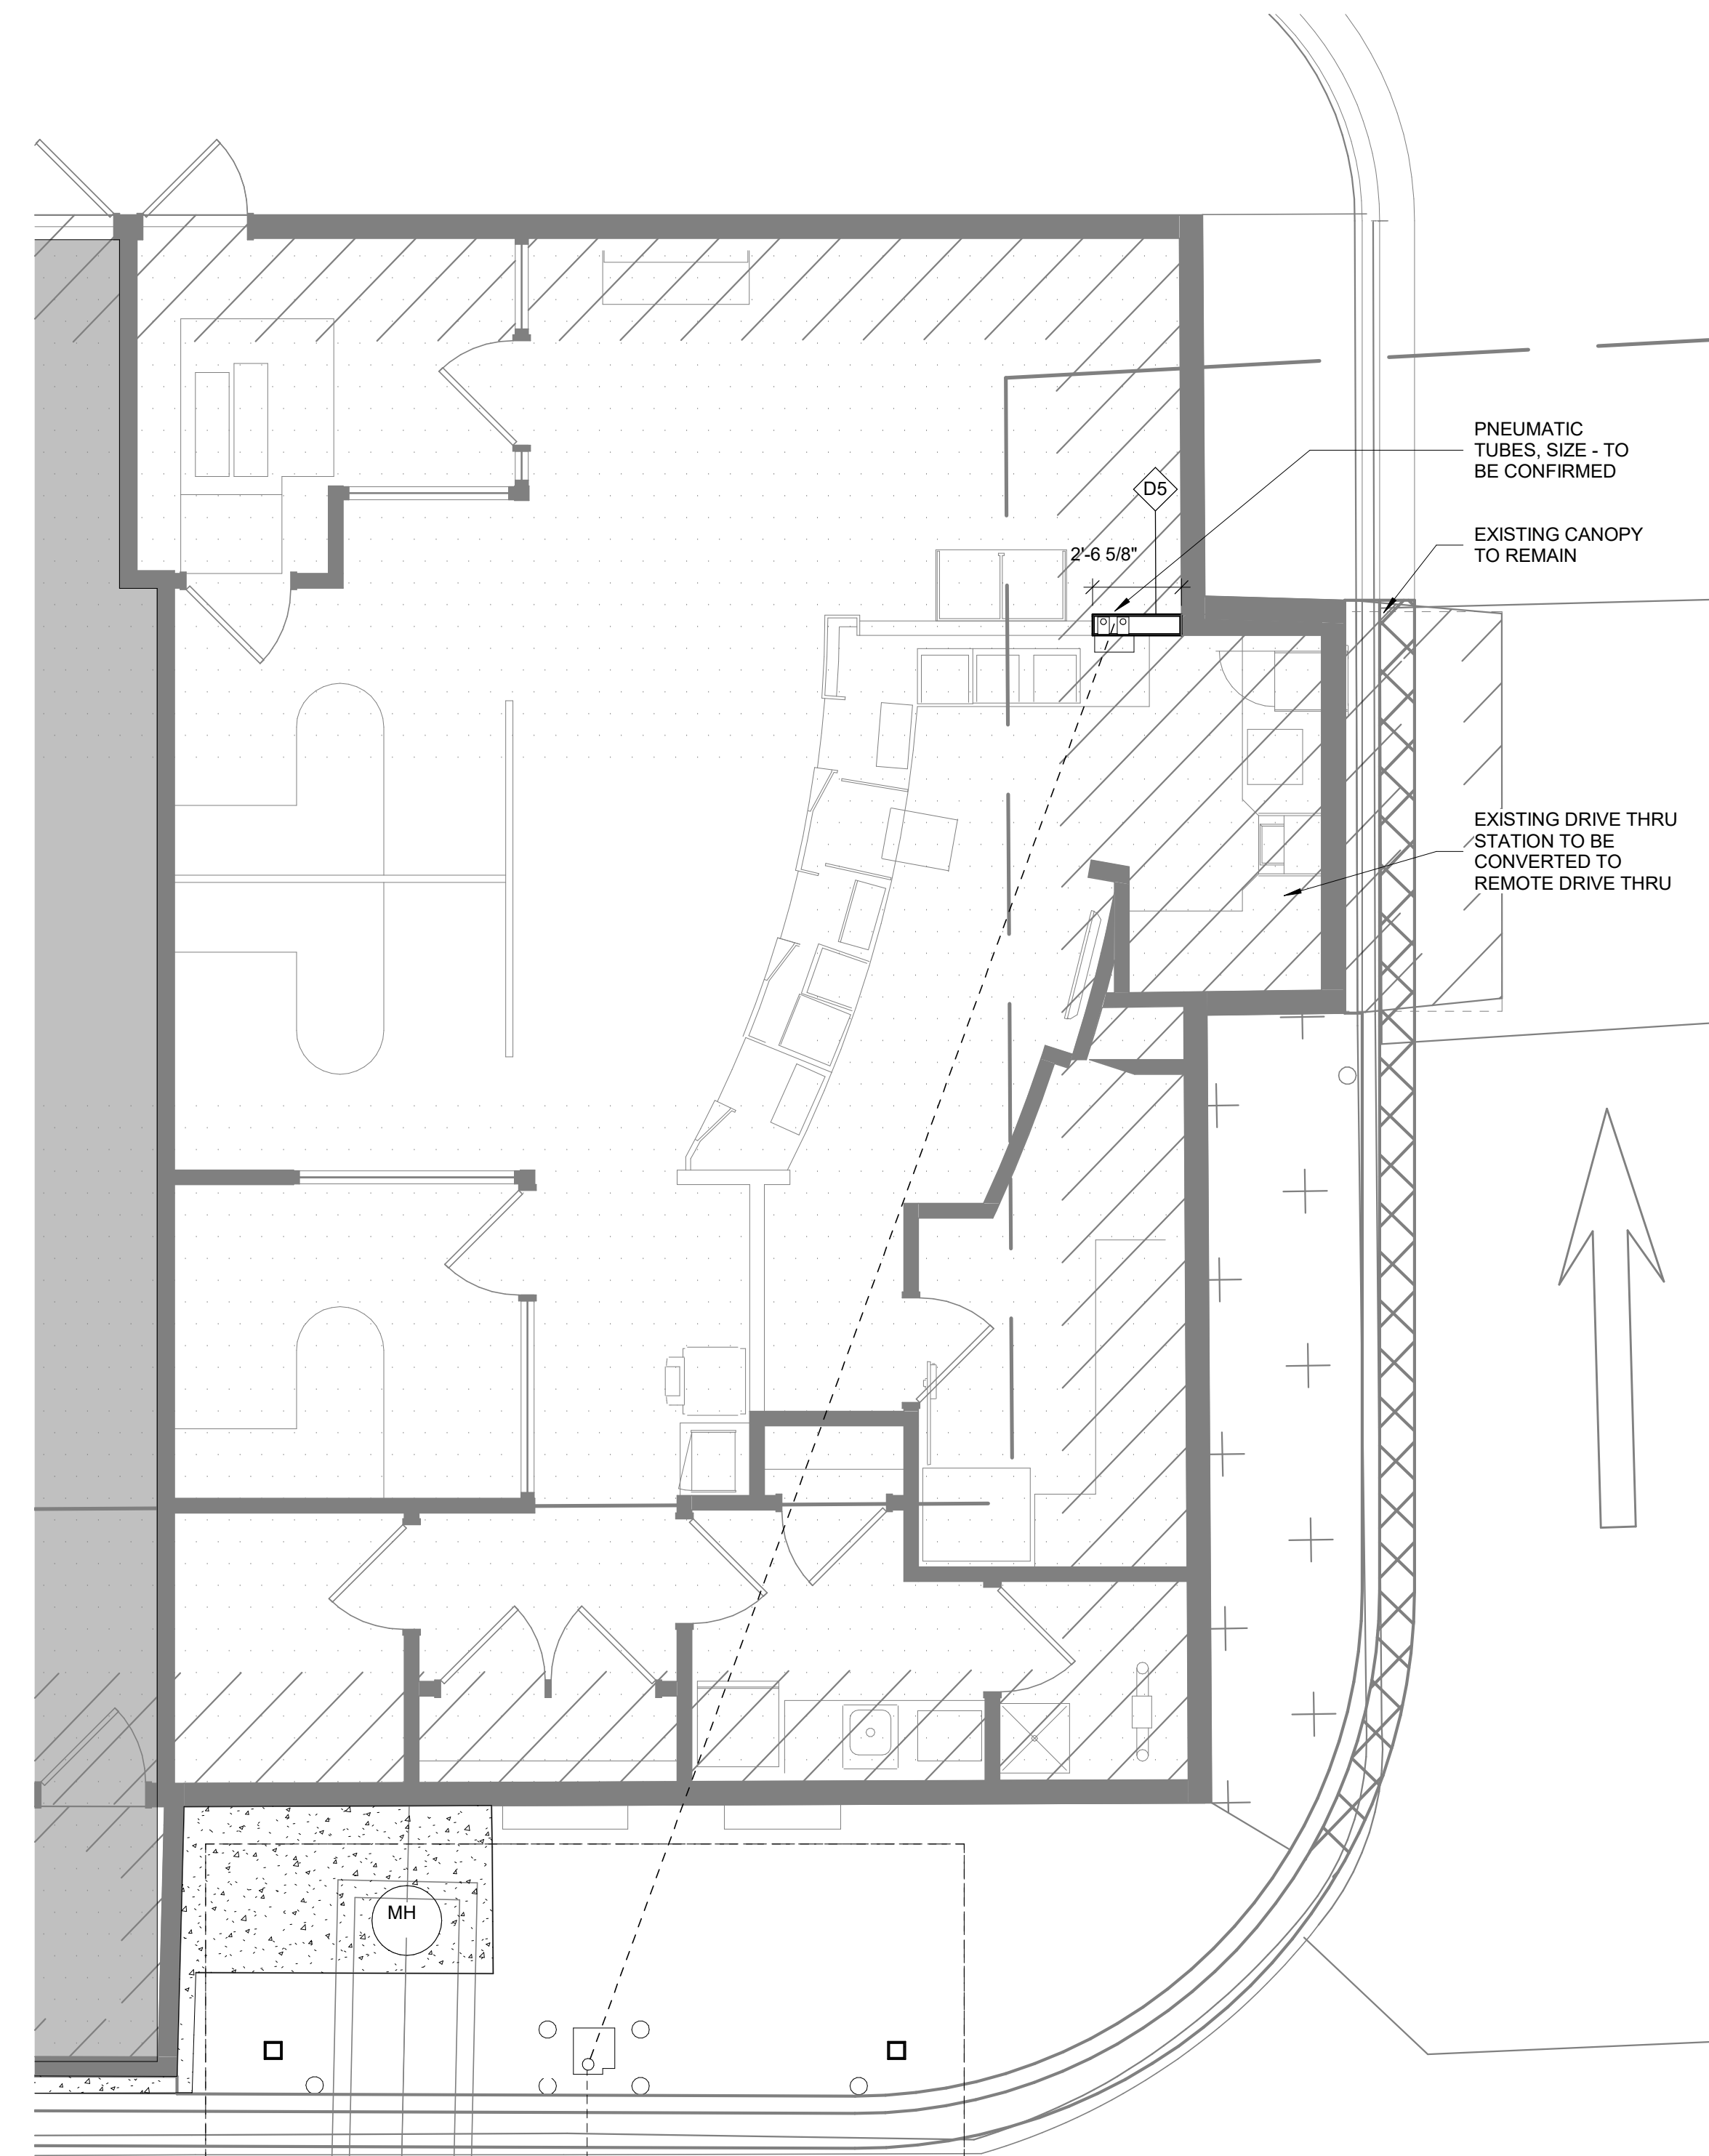 PNEUMATIC
TUBES, SIZE - TO
BE CONFIRMED
D5
EXISTING CANOPY
TO REMAIN
2'-6 5/8"
EXISTING DRIVE THRU
STATION TO BE
CONVERTED TO
REMOTE DRIVE THRU
MH